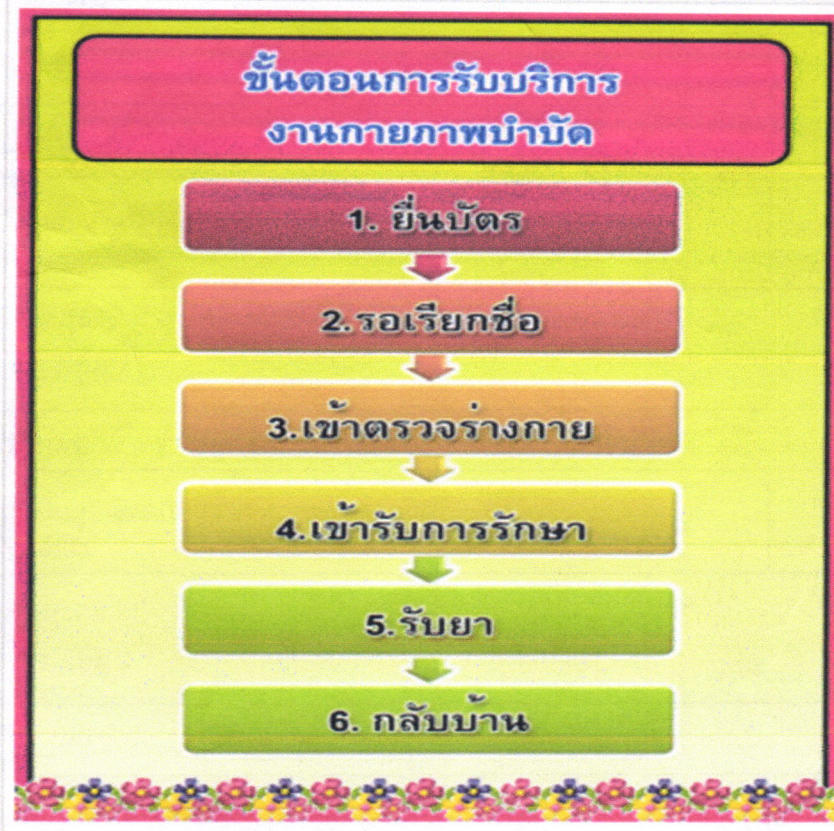 ขั้นตอนการรับบริการ
งานกายภาพบำบัด
1. ยื่นบัตร
2.รอเรียกชื่อ
3.เข้าตรวจร่างกาย
4.เข้ารับการรักษา
5.รับยา
6. กลับบ้าน